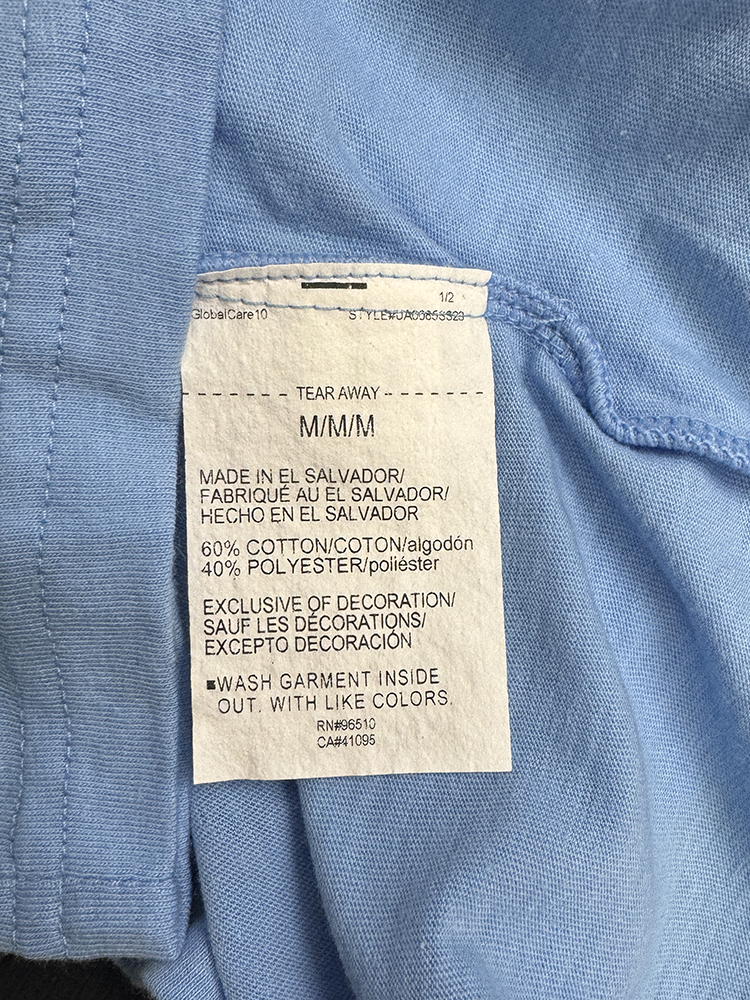 1/2
GlobalCare10
TEAR AWAY
M/M/M
MADE IN EL SALVADOR/
FABRIQUÉ AU EL SALVADOR/
HECHO EN EL SALVADOR
60% COTTON/COTON/algodón
40% POLYESTER/poliéster
EXCLUSIVE OF DECORATION/
SAUF LES DÉCORATIONS/
EXCEPTO DECORACIÓN
WASH GARMENT INSIDE
OUT. WITH LIKE COLORS.
RN#96510
CA#41095